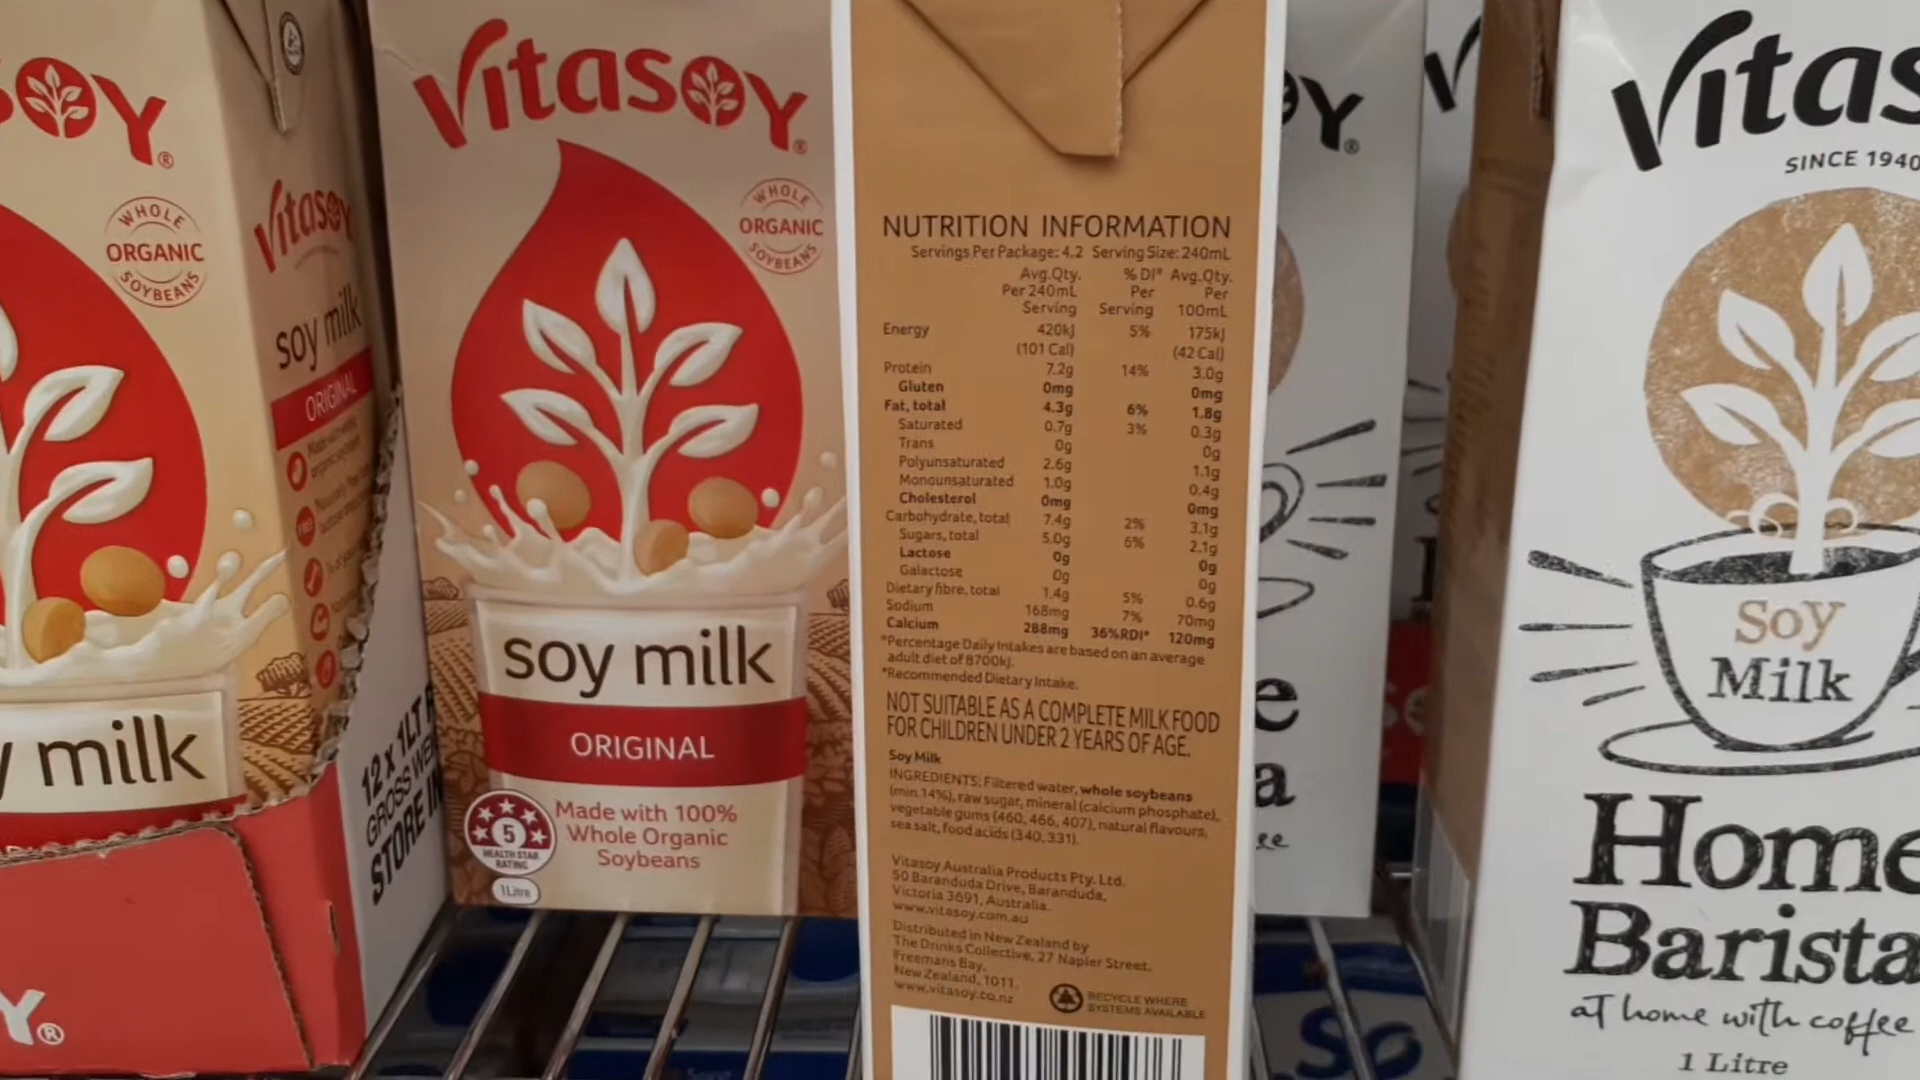 SOY®
WHOLE
ORGANIC
SOYBEANS
milk
Y®
Vitasoy
soy milk
ORIGINAL
12 x 1LT
GROSS
STORE IN
Vitasoy®
WHOLE
ORGANIC
SOYBEANS
soy milk
ORIGINAL
5
HEALTH STAR
RATING
Made with 100%
Whole Organic
Soybeans
1 Litre
NUTRITION INFORMATION
Servings Per Package: 4.2 Serving Size: 240mL
Avg.Qty. % DI* Avg.Qty.
Per 240mL Per Per
Serving Serving 100mL
Energy 420kJ 5% 175kJ
(101 Cal) (42 Cal)
Protein 7.2g 14% 3.0g
Gluten 0mg 0mg
Fat, total 4.3g 6% 1.8g
Saturated 0.7g 3% 0.3g
Trans 0g 0g
Polyunsaturated 2.6g 1.1g
Monounsaturated 1.0g 0.4g
Cholesterol 0mg 0mg
Carbohydrate, total 7.4g 2% 3.1g
Sugars, total 5.0g 6% 2.1g
Lactose 0g 0g
Galactose 0g 0g
Dietary fibre, total 1.4g 5% 0.6g
Sodium 168mg 7% 70mg
Calcium 288mg 36%RDI* 120mg
*Percentage Daily Intakes are based on an average
adult diet of 8700kJ.
*Recommended Dietary Intake.
NOT SUITABLE AS A COMPLETE MILK FOOD
FOR CHILDREN UNDER 2 YEARS OF AGE.
Soy Milk
INGREDIENTS: Filtered water, whole soybeans
(min.14%), raw sugar, mineral (calcium phosphate),
vegetable gums (460, 466, 407), natural flavours,
sea salt, food acids (340, 331).
Vitasoy Australia Products Pty. Ltd.
50 Baranduda Drive, Baranduda,
Victoria 3691, Australia.
www.vitasoy.com.au
Distributed in New Zealand by
The Drinks Collective, 27 Napier Street,
Freemans Bay,
New Zealand, 1011.
www.vitasoy.co.nz
RECYCLE WHERE
SYSTEMS AVAILABLE
Y®
e
a
ee
Vitas
SINCE 1940
Soy
Milk
Home
Barista
at home with coffee
1 Litre
So